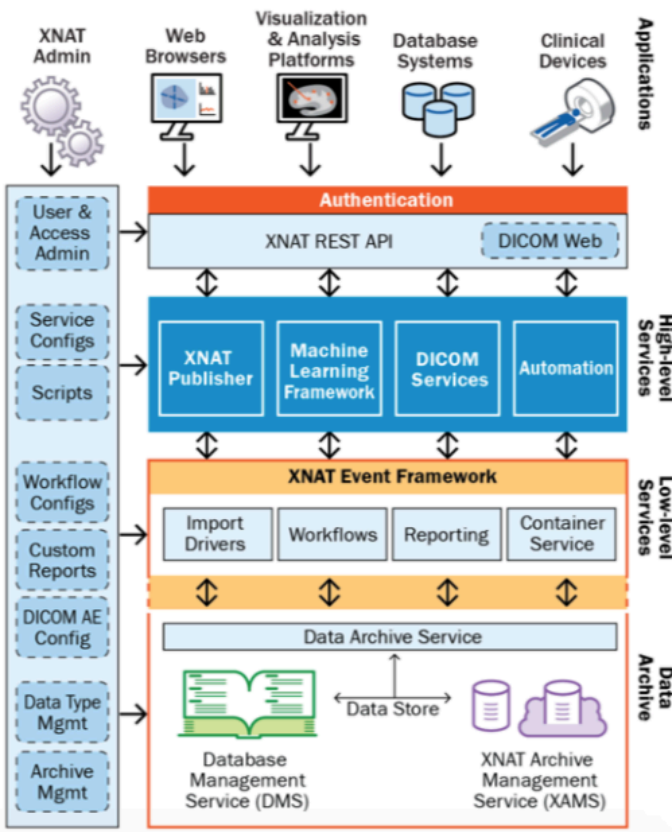 XNAT
Admin
Web
Browsers
Visualization
& Analysis
Platforms
Database
Systems
Clinical
Devices
Applications
User &
Access
Admin
Service
Configs
Scripts
Workflow
Configs
Custom
Reports
DICOM AE
Config
Data Type
Mgmt
Archive
Mgmt
Authentication
XNAT REST API
DICOM Web
XNAT
Publisher
Machine
Learning
Framework
DICOM
Services
Automation
High-level
Services
XNAT Event Framework
Import
Drivers
Workflows
Reporting
Container
Service
Low-level
Services
Data Archive Service
Data Store
Database
Management
Service (DMS)
XNAT Archive
Management
Service (XAMS)
Data
Archive